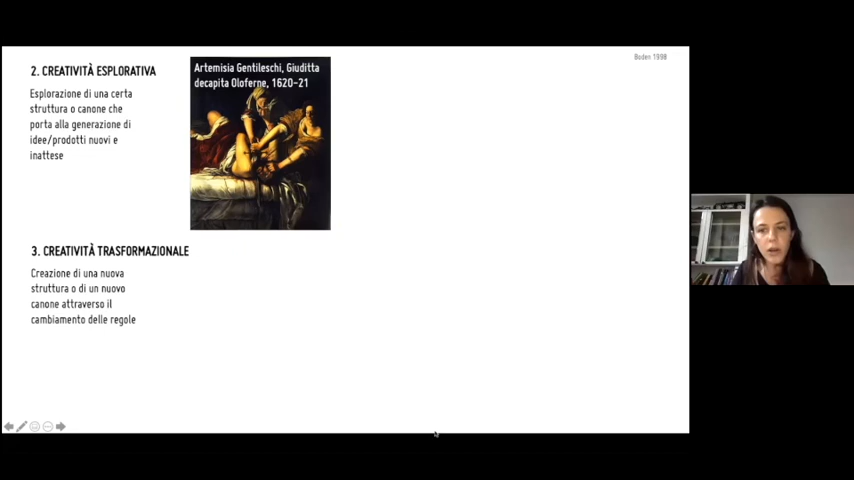 Boden 1998
2. CREATIVITÀ ESPLORATIVA
Esplorazione di una certa
struttura o canone che
porta alla generazione di
idee/prodotti nuovi e
inattese
Artemisia Gentileschi, Giuditta
decapita Oloferne, 1620-21
3. CREATIVITÀ TRASFORMAZIONALE
Creazione di una nuova
struttura o di un nuovo
canone attraverso il
cambiamento delle regole